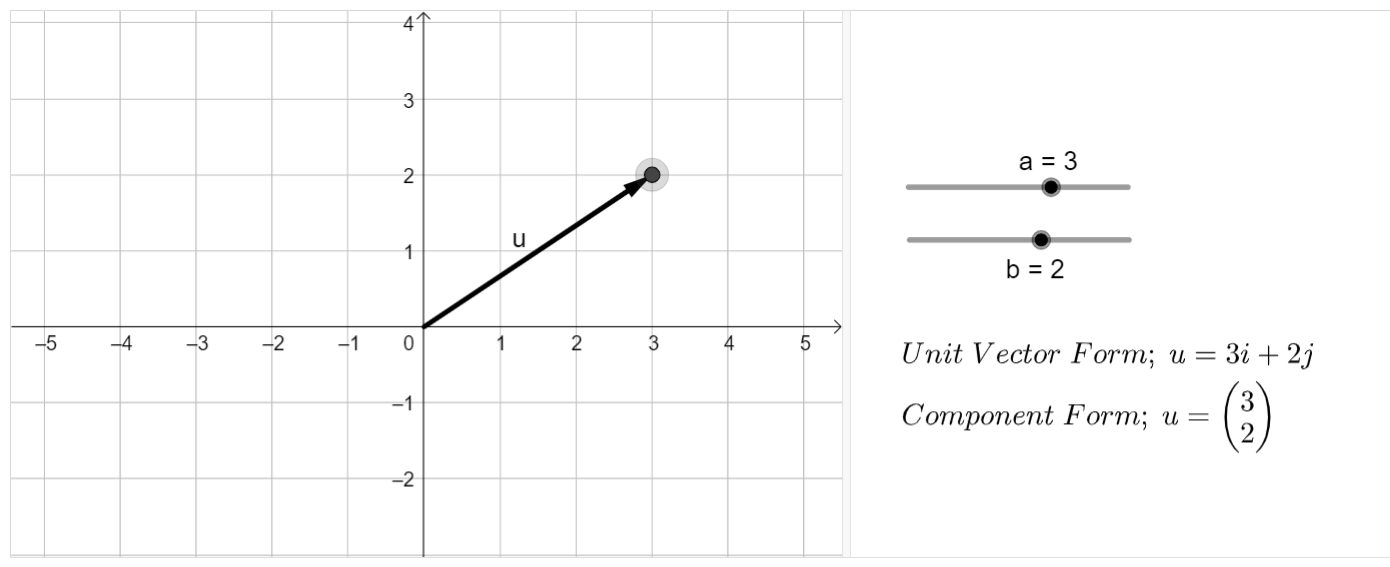 4
3
2
u
1
–5 –4 –3 –2 –1 0 1 2 3 4 5
–1
–2
a = 3
b = 2
Unit Vector Form; u = 3i + 2j
Component Form; u = (3
2)